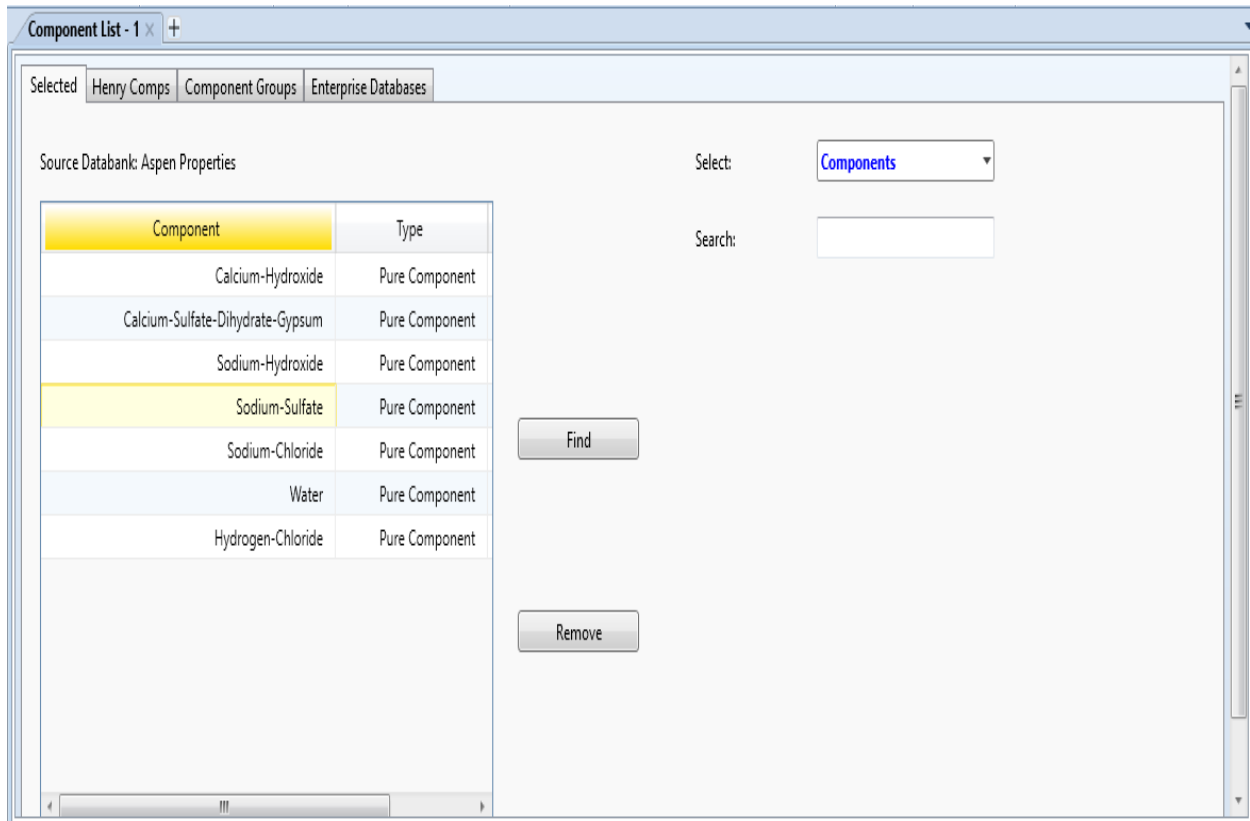 Component List - 1
Selected Henry Comps Component Groups Enterprise Databases
Source Databank: Aspen Properties
Select: Components
Search:
Component Type
Calcium-Hydroxide Pure Component
Calcium-Sulfate-Dihydrate-Gypsum Pure Component
Sodium-Hydroxide Pure Component
Sodium-Sulfate Pure Component
Sodium-Chloride Pure Component
Water Pure Component
Hydrogen-Chloride Pure Component
Find
Remove